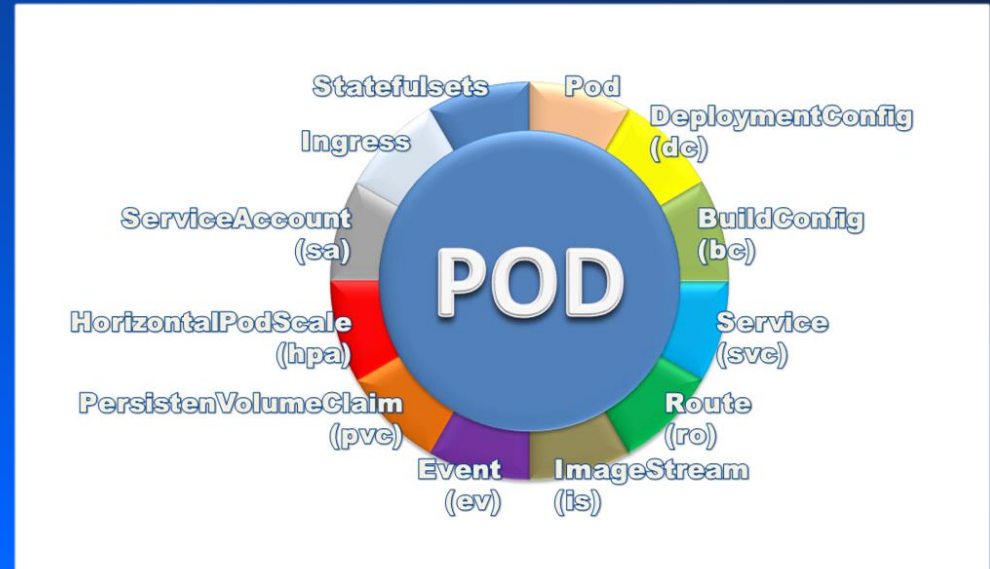 Statefulsets
Pod
Ingress
DeploymentConfig
(dc)
ServiceAccount
(sa)
BuildConfig
(bc)
POD
HorizontalPodScale
(hpa)
Service
(svc)
PersistenVolumeClaim
(pvc)
Route
(ro)
Event
(ev)
ImageStream
(is)